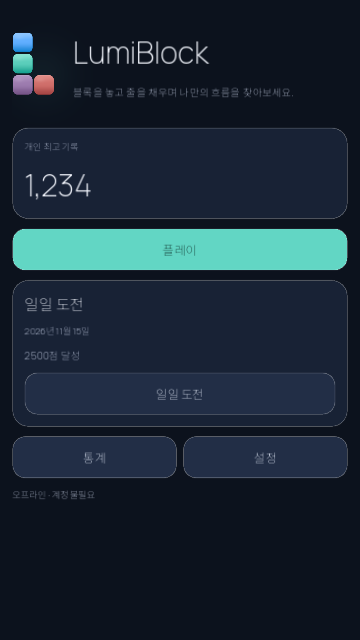 LumiBlock
블록을 놓고 줄을 채우며 나만의 흐름을 찾아보세요.
개인 최고 기록
1,234
플레이
일일 도전
2026년 11월 15일
2500점 달성
일일 도전
통계
설정
오프라인 · 계정 불필요